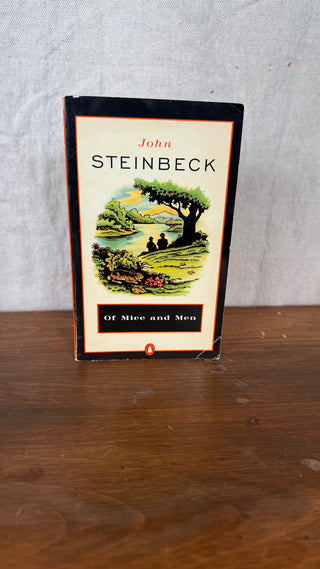 John
STEINBECK
Of Mice and Men